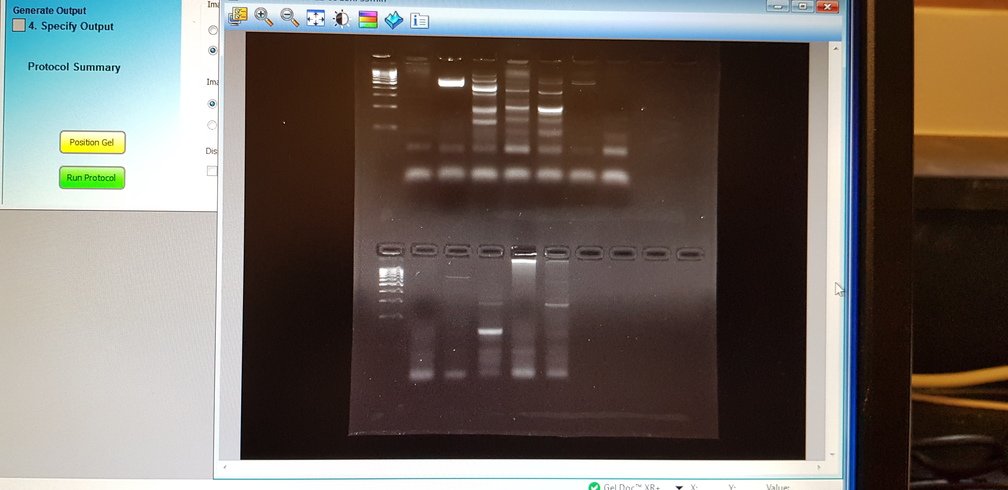 Generate Output
4. Specify Output
Protocol Summary
Position Gel
Run Protocol
Ima
Ima
Dis
Gel Doc™ XR+
X:
Y:
Value: